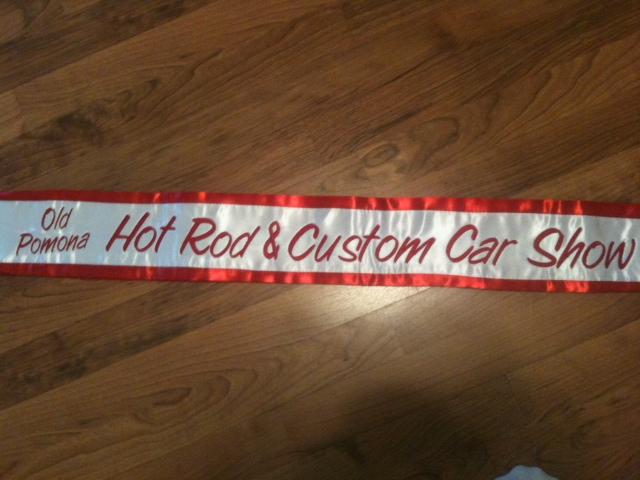 Old
Pomona
Hot Rod & Custom Car Show